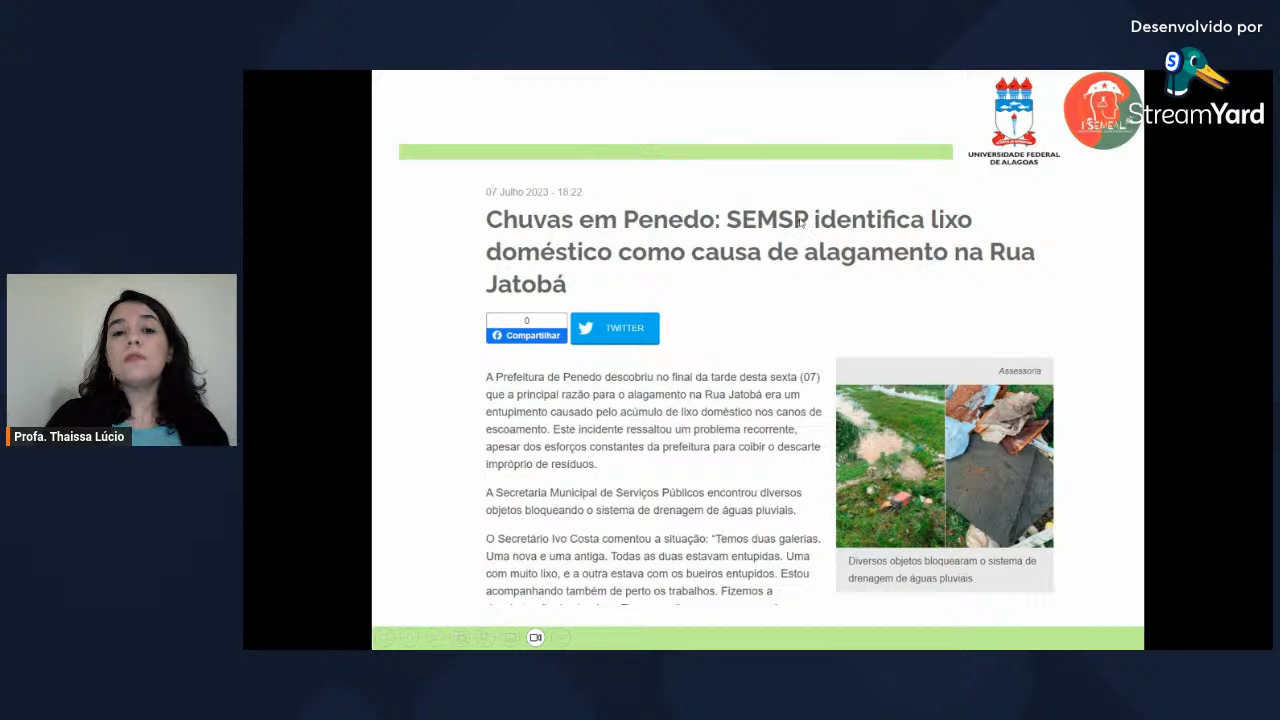 Desenvolvido por
StreamYard
UNIVERSIDADE FEDERAL
DE ALAGOAS
I SEMEAL
07 Julho 2023 - 18:22
Chuvas em Penedo: SEMSP identifica lixo
doméstico como causa de alagamento na Rua
Jatobá
0
Compartilhar
TWITTER
A Prefeitura de Penedo descobriu no final da tarde desta sexta (07)
que a principal razão para o alagamento na Rua Jatobá era um
entupimento causado pelo acúmulo de lixo doméstico nos canos de
escoamento. Este incidente ressaltou um problema recorrente,
apesar dos esforços constantes da prefeitura para coibir o descarte
impróprio de resíduos.
A Secretaria Municipal de Serviços Públicos encontrou diversos
objetos bloqueando o sistema de drenagem de águas pluviais.
O Secretário Ivo Costa comentou a situação: “Temos duas galerias.
Uma nova e uma antiga. Todas as duas estavam entupidas. Uma
com muito lixo, e a outra estava com os bueiros entupidos. Estou
acompanhando também de perto os trabalhos. Fizemos a
Assessoria
Diversos objetos bloquearam o sistema de
drenagem de águas pluviais
Profa. Thaissa Lúcio